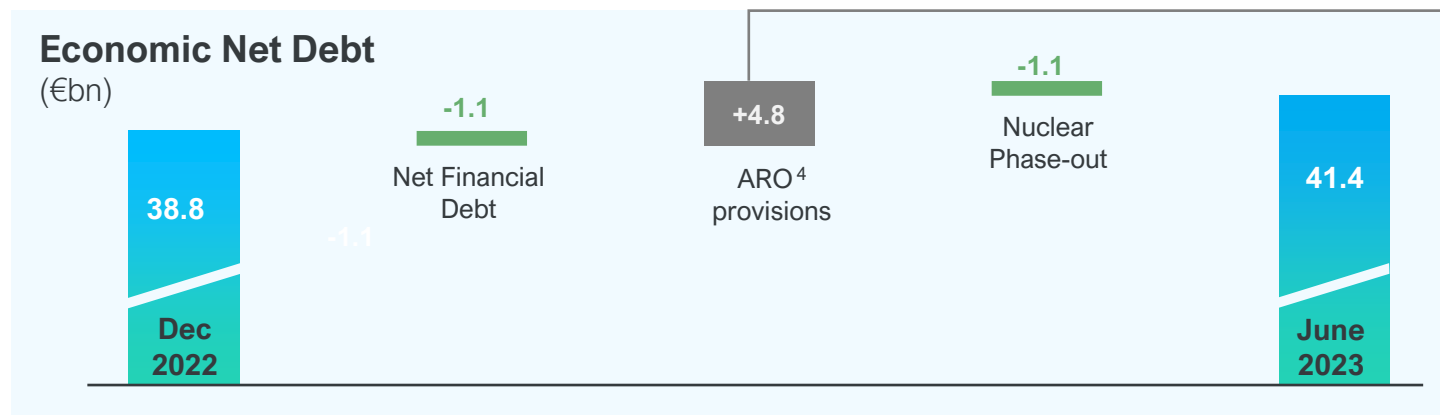 Economic Net Debt
(€bn)
38.8
Dec
2022
-1.1
-1.1
Net Financial
Debt
+4.8
ARO 4
provisions
-1.1
Nuclear
Phase-out
41.4
June
2023